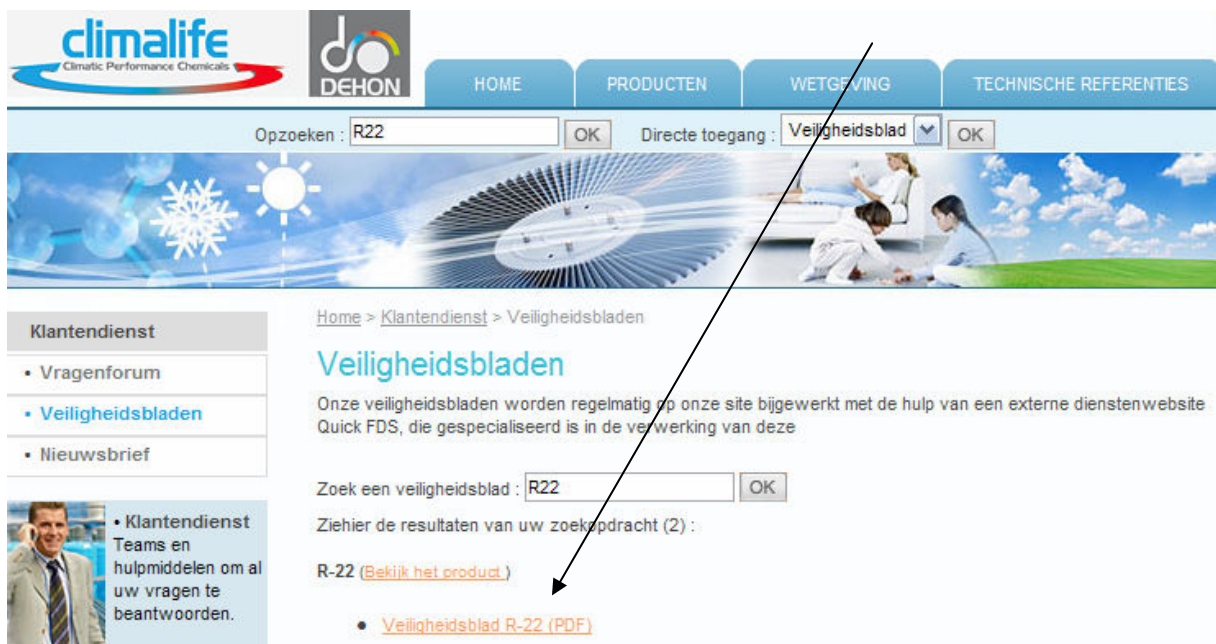 climalife
Climatic Performance Chemicals
DEHON
HOME
PRODUCTEN
WETGEVING
TECHNISCHE REFERENTIES
Opzoeken : R22 OK Directe toegang : Veiligheidsblad OK
Klantendienst
• Vragenforum
• Veiligheidsbladen
• Nieuwsbrief
• Klantendienst
Teams en
hulpmiddelen om al
uw vragen te
beantwoorden.
Home > Klantendienst > Veiligheidsbladen
Veiligheidsbladen
Onze veiligheidsbladen worden regelmatig op onze site bijgewerkt met de hulp van een externe dienstenwebsite
Quick FDS, die gespecialiseerd is in de verwerking van deze
Zoek een veiligheidsblad : R22 OK
Ziehier de resultaten van uw zoekopdracht (2) :
R-22 (Bekijk het product )
• Veiligheidsblad R-22 (PDF)